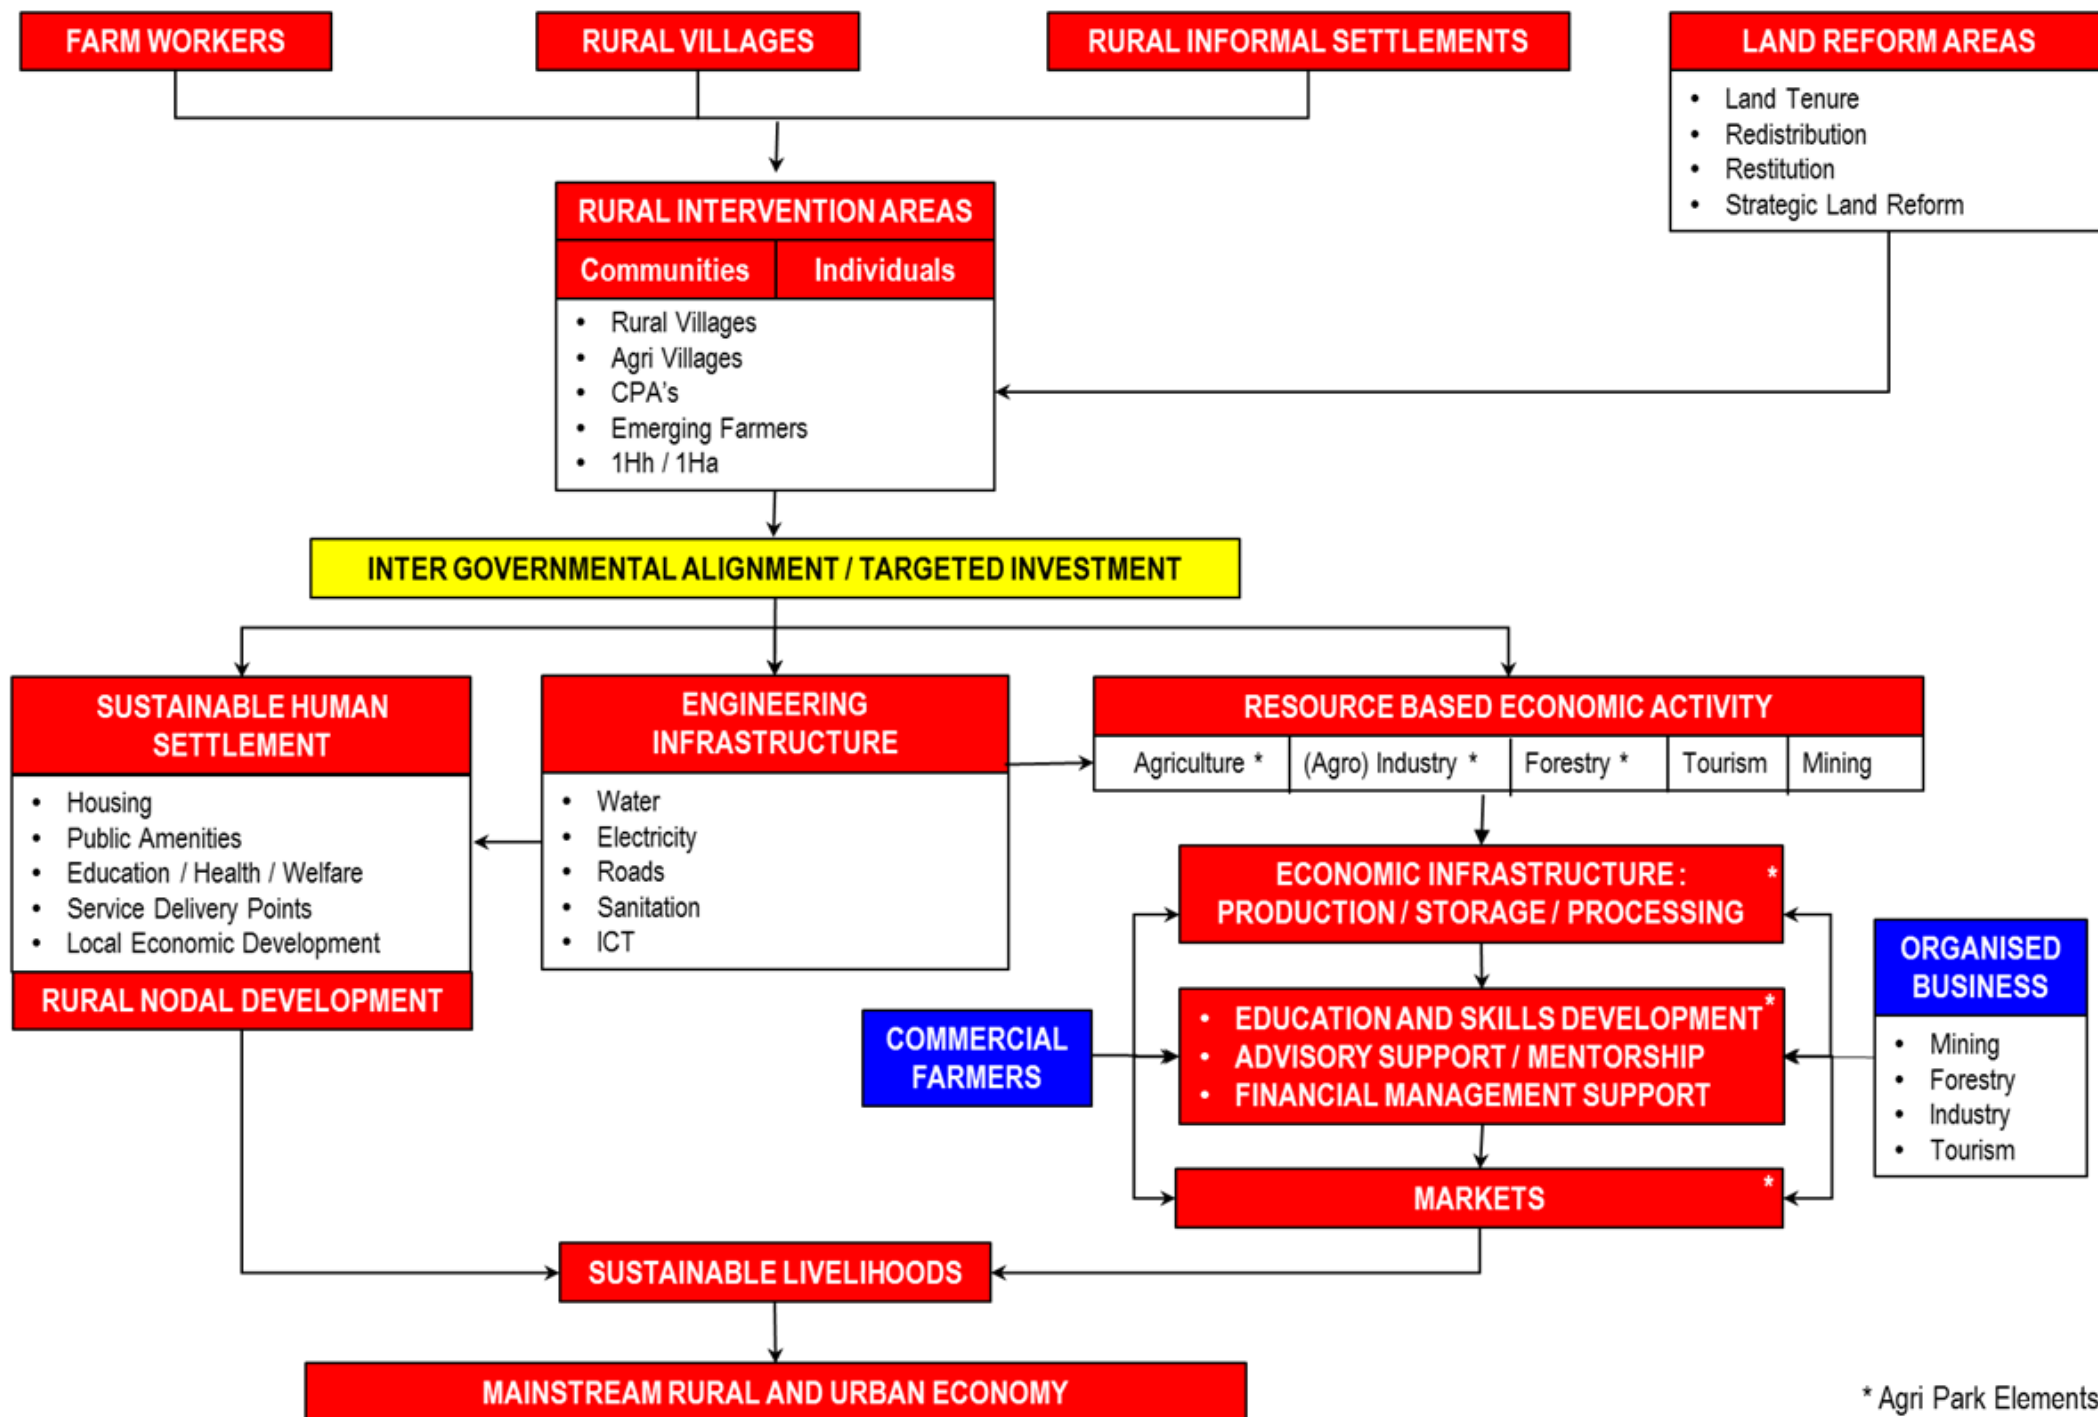 FARM WORKERS
RURAL VILLAGES
RURAL INFORMAL SETTLEMENTS
LAND REFORM AREAS
• Land Tenure
• Redistribution
• Restitution
• Strategic Land Reform
RURAL INTERVENTION AREAS
Communities
Individuals
• Rural Villages
• Agri Villages
• CPA's
• Emerging Farmers
• 1Hh / 1Ha
INTER GOVERNMENTAL ALIGNMENT / TARGETED INVESTMENT
SUSTAINABLE HUMAN
SETTLEMENT
• Housing
• Public Amenities
• Education / Health / Welfare
• Service Delivery Points
• Local Economic Development
RURAL NODAL DEVELOPMENT
ENGINEERING
INFRASTRUCTURE
• Water
• Electricity
• Roads
• Sanitation
• ICT
RESOURCE BASED ECONOMIC ACTIVITY
Agriculture *
(Agro) Industry *
Forestry *
Tourism
Mining
ECONOMIC INFRASTRUCTURE : *
PRODUCTION / STORAGE / PROCESSING
COMMERCIAL
FARMERS
• EDUCATION AND SKILLS DEVELOPMENT *
• ADVISORY SUPPORT / MENTORSHIP
• FINANCIAL MANAGEMENT SUPPORT
ORGANISED
BUSINESS
• Mining
• Forestry
• Industry
• Tourism
MARKETS *
SUSTAINABLE LIVELIHOODS
MAINSTREAM RURAL AND URBAN ECONOMY
* Agri Park Elements